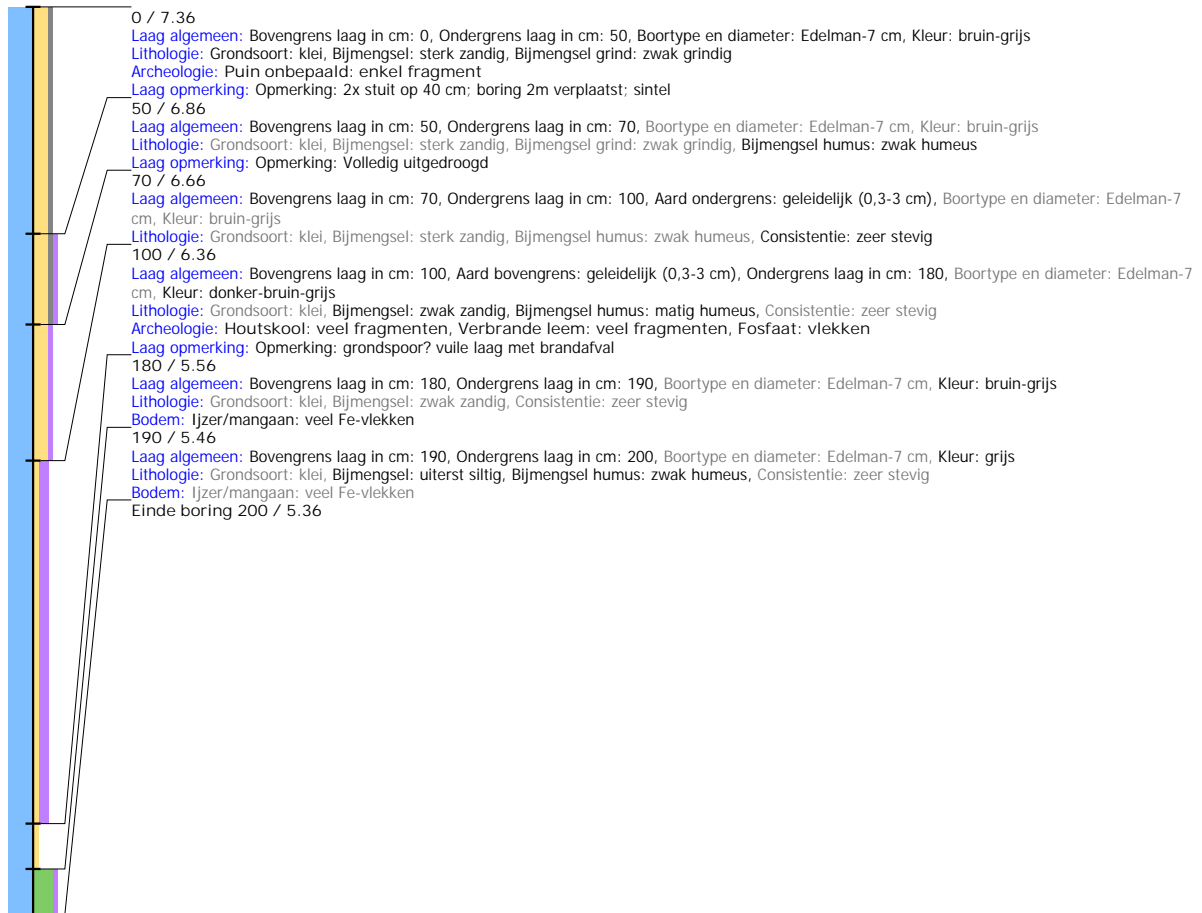 0 / 7.36
Laag algemeen: Bovengrens laag in cm: 0, Ondergrens laag in cm: 50, Boortype en diameter: Edelman-7 cm, Kleur: bruin-grijs
Lithologie: Grondsoort: klei, Bijmengsel: sterk zandig, Bijmengsel grind: zwak grindig
Archeologie: Puin onbepaald: enkel fragment
Laag opmerking: Opmerking: 2x stuit op 40 cm; boring 2m verplaatst; sintel
50 / 6.86
Laag algemeen: Bovengrens laag in cm: 50, Ondergrens laag in cm: 70, Boortype en diameter: Edelman-7 cm, Kleur: bruin-grijs
Lithologie: Grondsoort: klei, Bijmengsel: sterk zandig, Bijmengsel grind: zwak grindig, Bijmengsel humus: zwak humeus
Laag opmerking: Opmerking: Volledig uitgedroogd
70 / 6.66
Laag algemeen: Bovengrens laag in cm: 70, Ondergrens laag in cm: 100, Aard ondergrens: geleidelijk (0,3-3 cm), Boortype en diameter: Edelman-7
cm, Kleur: bruin-grijs
Lithologie: Grondsoort: klei, Bijmengsel: sterk zandig, Bijmengsel humus: zwak humeus, Consistentie: zeer stevig
100 / 6.36
Laag algemeen: Bovengrens laag in cm: 100, Aard bovengrens: geleidelijk (0,3-3 cm), Ondergrens laag in cm: 180, Boortype en diameter: Edelman-7
cm, Kleur: donker-bruin-grijs
Lithologie: Grondsoort: klei, Bijmengsel: zwak zandig, Bijmengsel humus: matig humeus, Consistentie: zeer stevig
Archeologie: Houtskool: veel fragmenten, Verbrande leem: veel fragmenten, Fosfaat: vlekken
Laag opmerking: Opmerking: grondspoor? vuile laag met brandafval
180 / 5.56
Laag algemeen: Bovengrens laag in cm: 180, Ondergrens laag in cm: 190, Boortype en diameter: Edelman-7 cm, Kleur: bruin-grijs
Lithologie: Grondsoort: klei, Bijmengsel: zwak zandig, Consistentie: zeer stevig
Bodem: Ijzer/mangaan: veel Fe-vlekken
190 / 5.46
Laag algemeen: Bovengrens laag in cm: 190, Ondergrens laag in cm: 200, Boortype en diameter: Edelman-7 cm, Kleur: grijs
Lithologie: Grondsoort: klei, Bijmengsel: uiterst siltig, Bijmengsel humus: zwak humeus, Consistentie: zeer stevig
Bodem: Ijzer/mangaan: veel Fe-vlekken
Einde boring 200 / 5.36